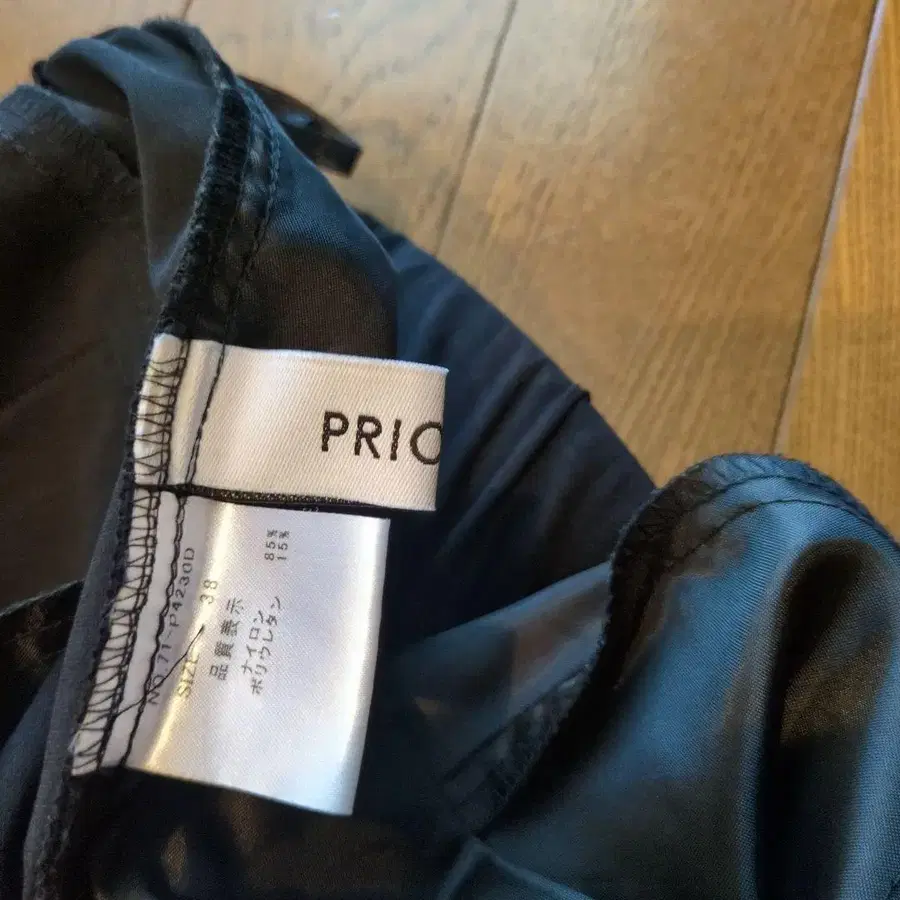 PRIO
NO.71-P4230D
SIZE 38
品質表示
ナイロン 85%
ポリウレタン 15%